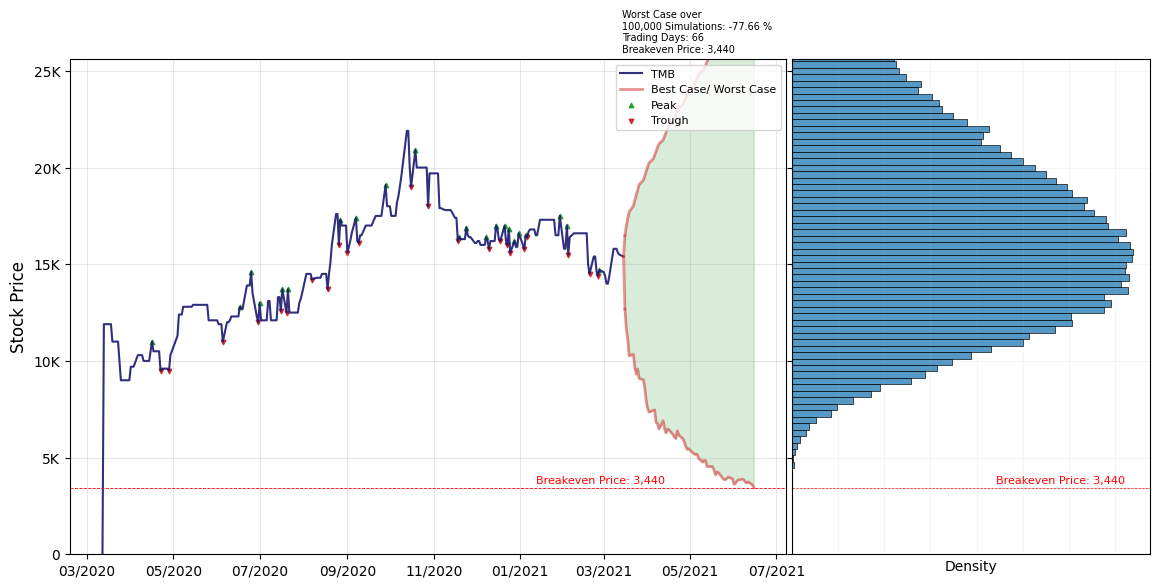 Worst Case over
100,000 Simulations: -77.66 %
Trading Days: 66
Breakeven Price: 3,440
25K
20K
15K
10K
5K
0
Stock Price
TMB
Best Case/ Worst Case
Peak
Trough
Breakeven Price: 3,440
Breakeven Price: 3,440
03/2020
05/2020
07/2020
09/2020
11/2020
01/2021
03/2021
05/2021
07/2021
Density